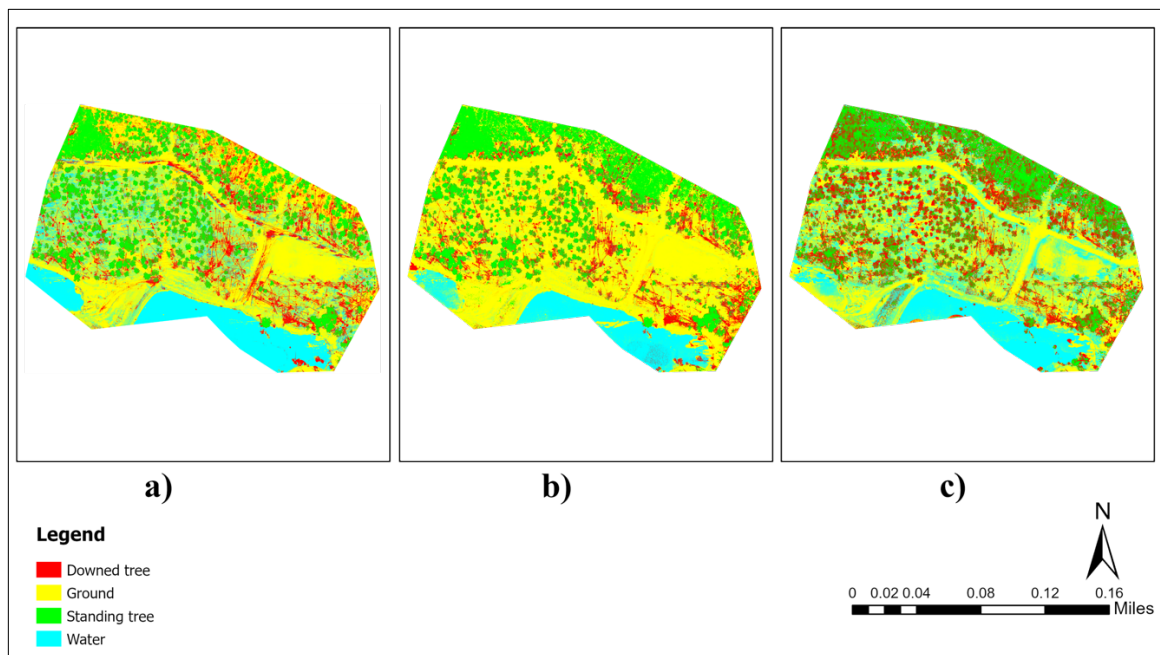 a)
b)
c)
N
Legend
Downed tree
Ground
Standing tree
Water
0 0.02 0.04 0.08 0.12 0.16
Miles